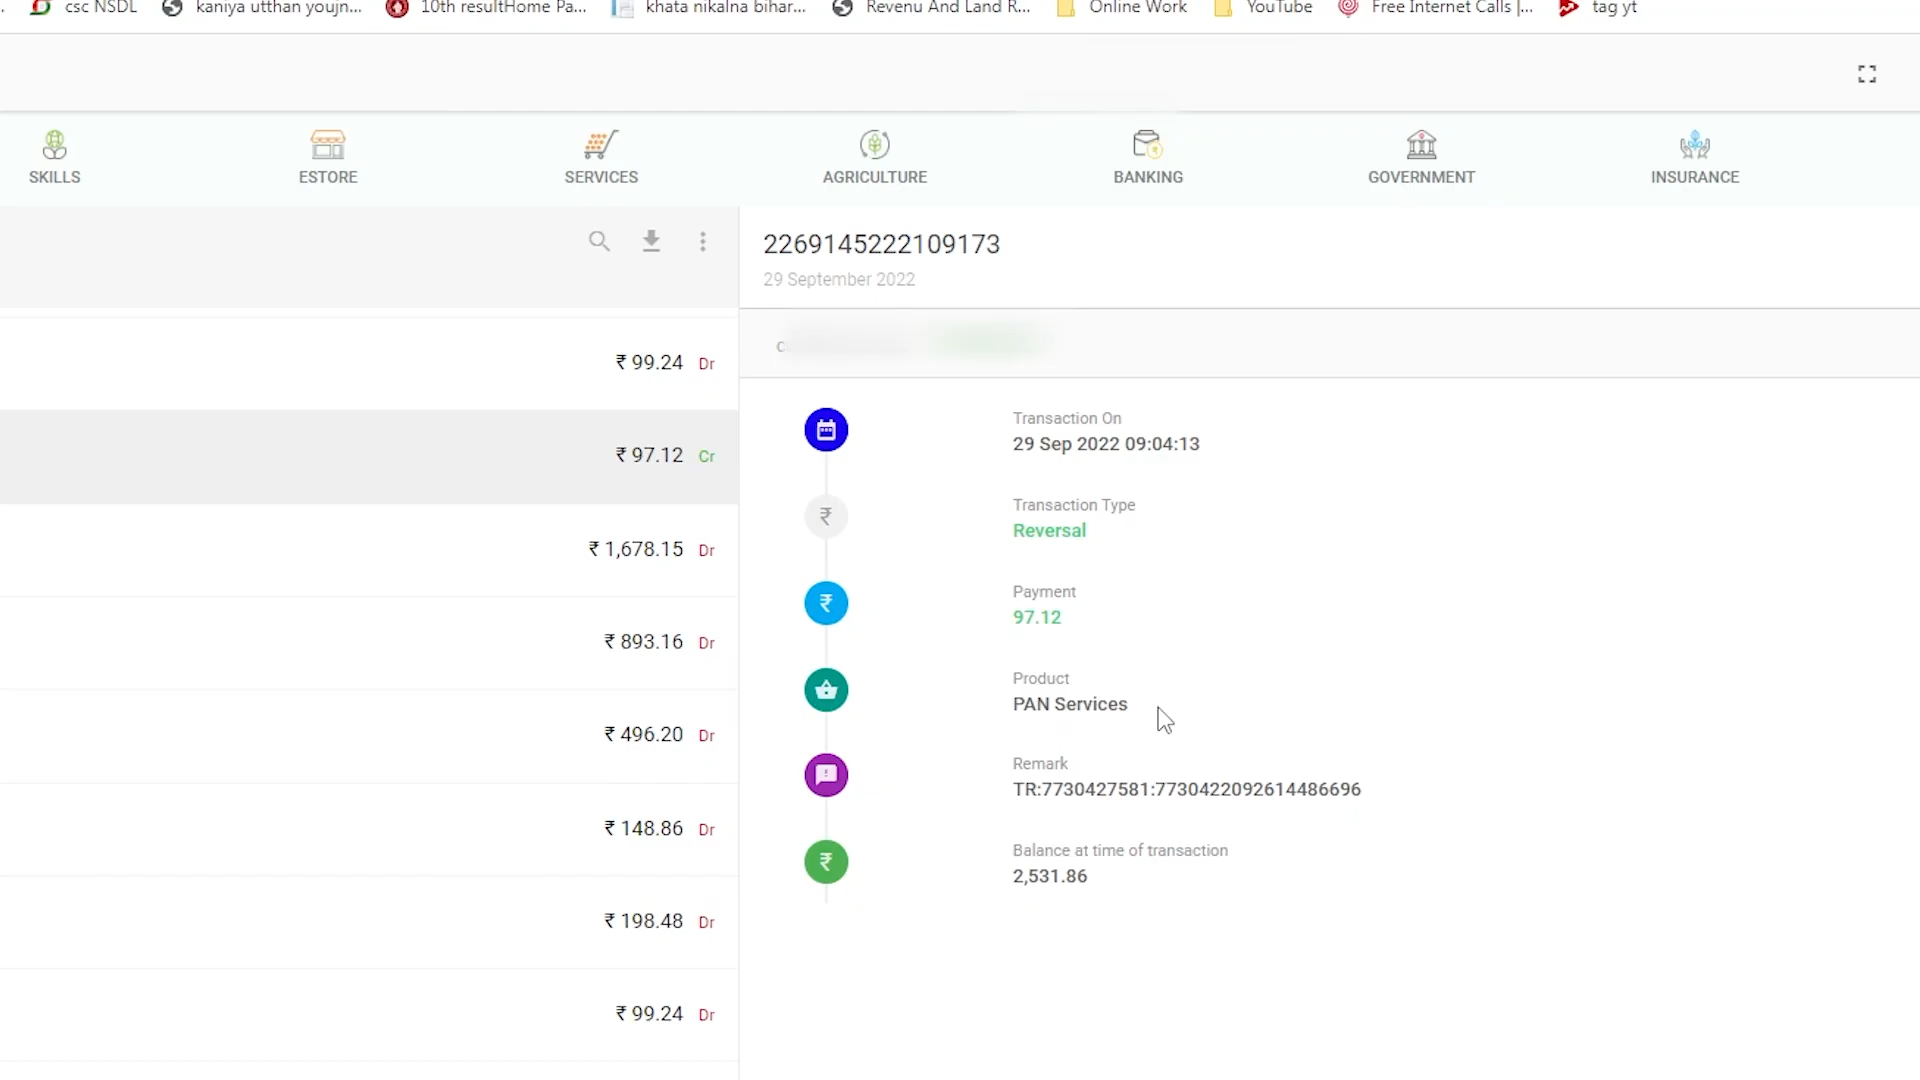 csc NSDL kaniya utthan youjn... 10th resultHome Pa... khata nikalna bihar... Revenu And Land R... Online Work YouTube Free Internet Calls |... tag yt
SKILLS ESTORE SERVICES AGRICULTURE BANKING GOVERNMENT INSURANCE
2269145222109173
29 September 2022
₹ 99.24 Dr
₹ 97.12 Cr
₹ 1,678.15 Dr
₹ 893.16 Dr
₹ 496.20 Dr
₹ 148.86 Dr
₹ 198.48 Dr
₹ 99.24 Dr
Transaction On
29 Sep 2022 09:04:13
Transaction Type
Reversal
Payment
97.12
Product
PAN Services
Remark
TR:7730427581:7730422092614486696
Balance at time of transaction
2,531.86